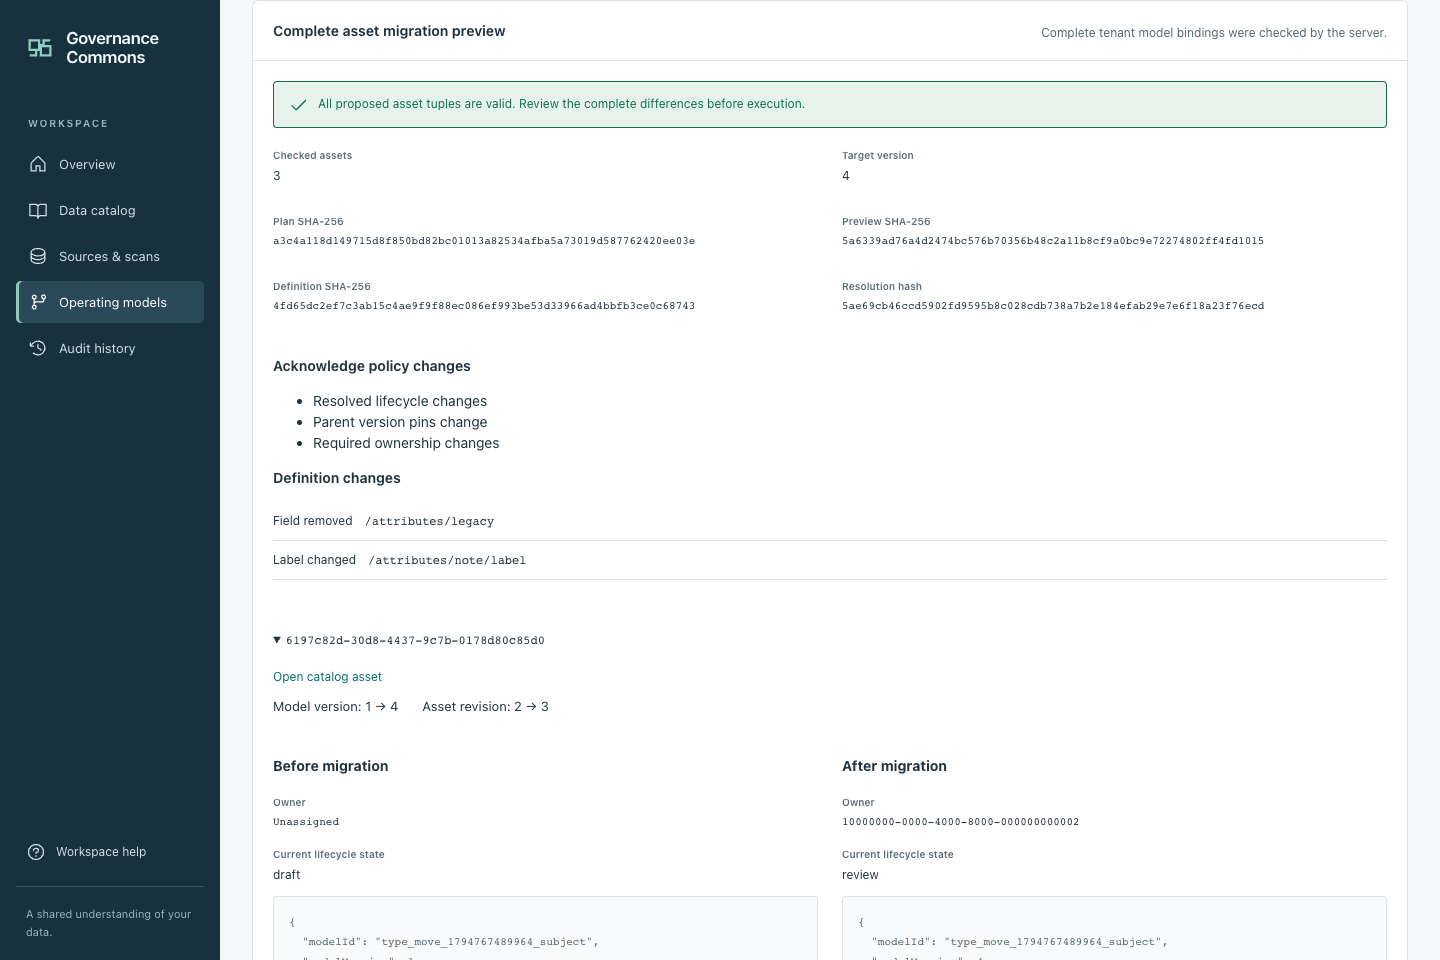 Governance
Commons
WORKSPACE
Overview
Data catalog
Sources & scans
Operating models
Audit history
Workspace help
A shared understanding of your
data.
Complete asset migration preview
Complete tenant model bindings were checked by the server.
All proposed asset tuples are valid. Review the complete differences before execution.
Checked assets
3
Target version
4
Plan SHA-256
a3c4a118d149715d8f850bd82bc01013a82534afba5a73019d587762420ee03e
Preview SHA-256
5a6339ad76a4d2474bc576b70356b48c2a11b8cf9a0bc9e72274802ff4fd1015
Definition SHA-256
4fd65dc2ef7c3ab15c4ae9f9f88ec086ef993be53d33966ad4bbfb3ce0c68743
Resolution hash
5ae69cb46ccd5902fd9595b8c028cdb738a7b2e184efab29e7e6f18a23f76ecd
Acknowledge policy changes
• Resolved lifecycle changes
• Parent version pins change
• Required ownership changes
Definition changes
Field removed /attributes/legacy
Label changed /attributes/note/label
▼ 6197c82d-30d8-4437-9c7b-0178d80c85d0
Open catalog asset
Model version: 1 → 4 Asset revision: 2 → 3
Before migration
Owner
Unassigned
Current lifecycle state
draft
{
"modelId": "type_move_1794767489964_subject",
After migration
Owner
10000000-0000-4000-8000-000000000002
Current lifecycle state
review
{
"modelId": "type_move_1794767489964_subject",